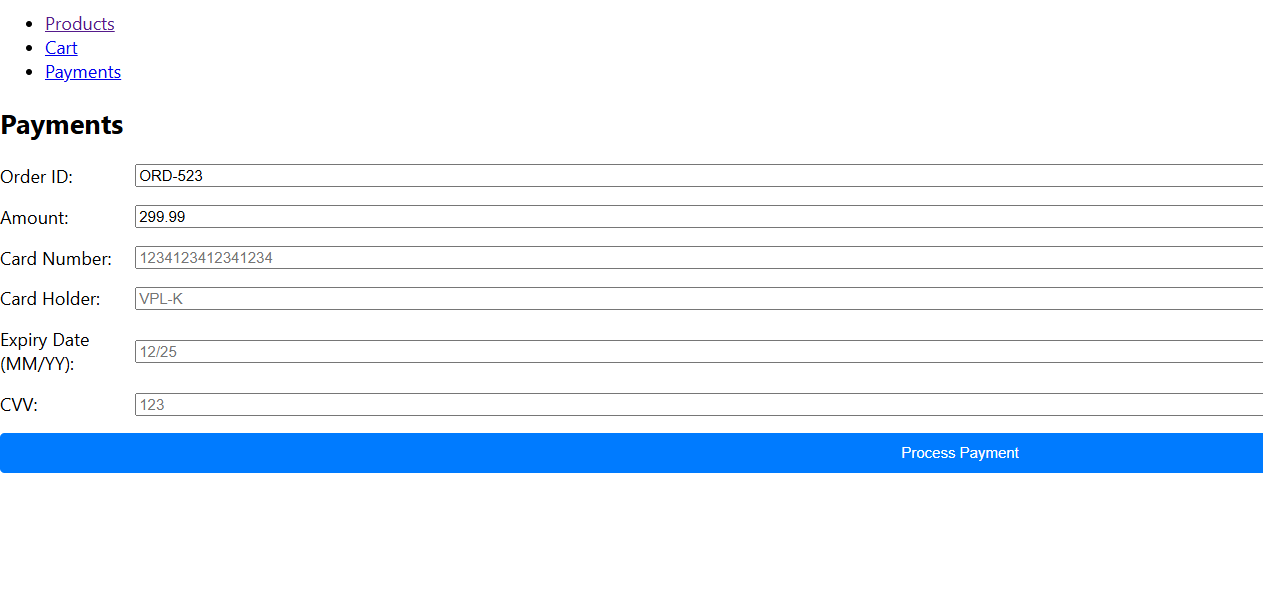 Products
Cart
Payments
Payments
Order ID: ORD-523
Amount: 299.99
Card Number: 1234123412341234
Card Holder: VPL-K
Expiry Date
(MM/YY): 12/25
CVV: 123
Process Payment